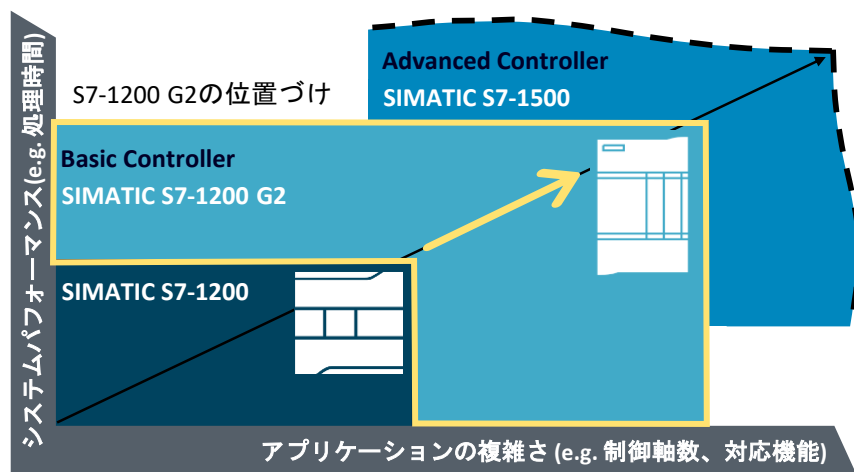 Advanced Controller
SIMATIC S7-1500
S7-1200 G2の位置づけ
Basic Controller
SIMATIC S7-1200 G2
SIMATIC S7-1200
システムパフォーマンス(e.g. 処理時間)
アプリケーションの複雑さ (e.g. 制御軸数、対応機能)